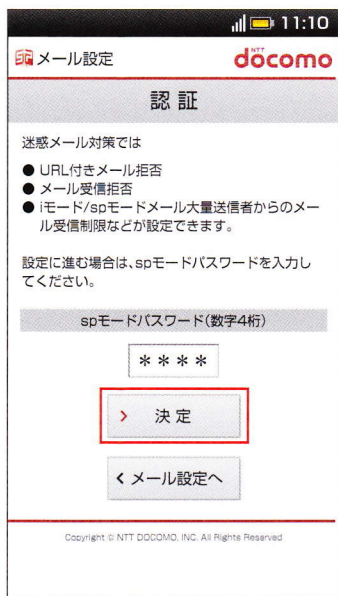 11:10
メール設定
NTT
döcomo
認証
迷惑メール対策では
● URL付きメール拒否
● メール受信拒否
● iモード/spモードメール大量送信者からのメー
ル受信制限などが設定できます。
設定に進む場合は、spモードパスワードを入力し
てください。
spモードパスワード(数字4桁)
＊＊＊＊
決定
メール設定へ
Copyright © NTT DOCOMO, INC. All Rights Reserved